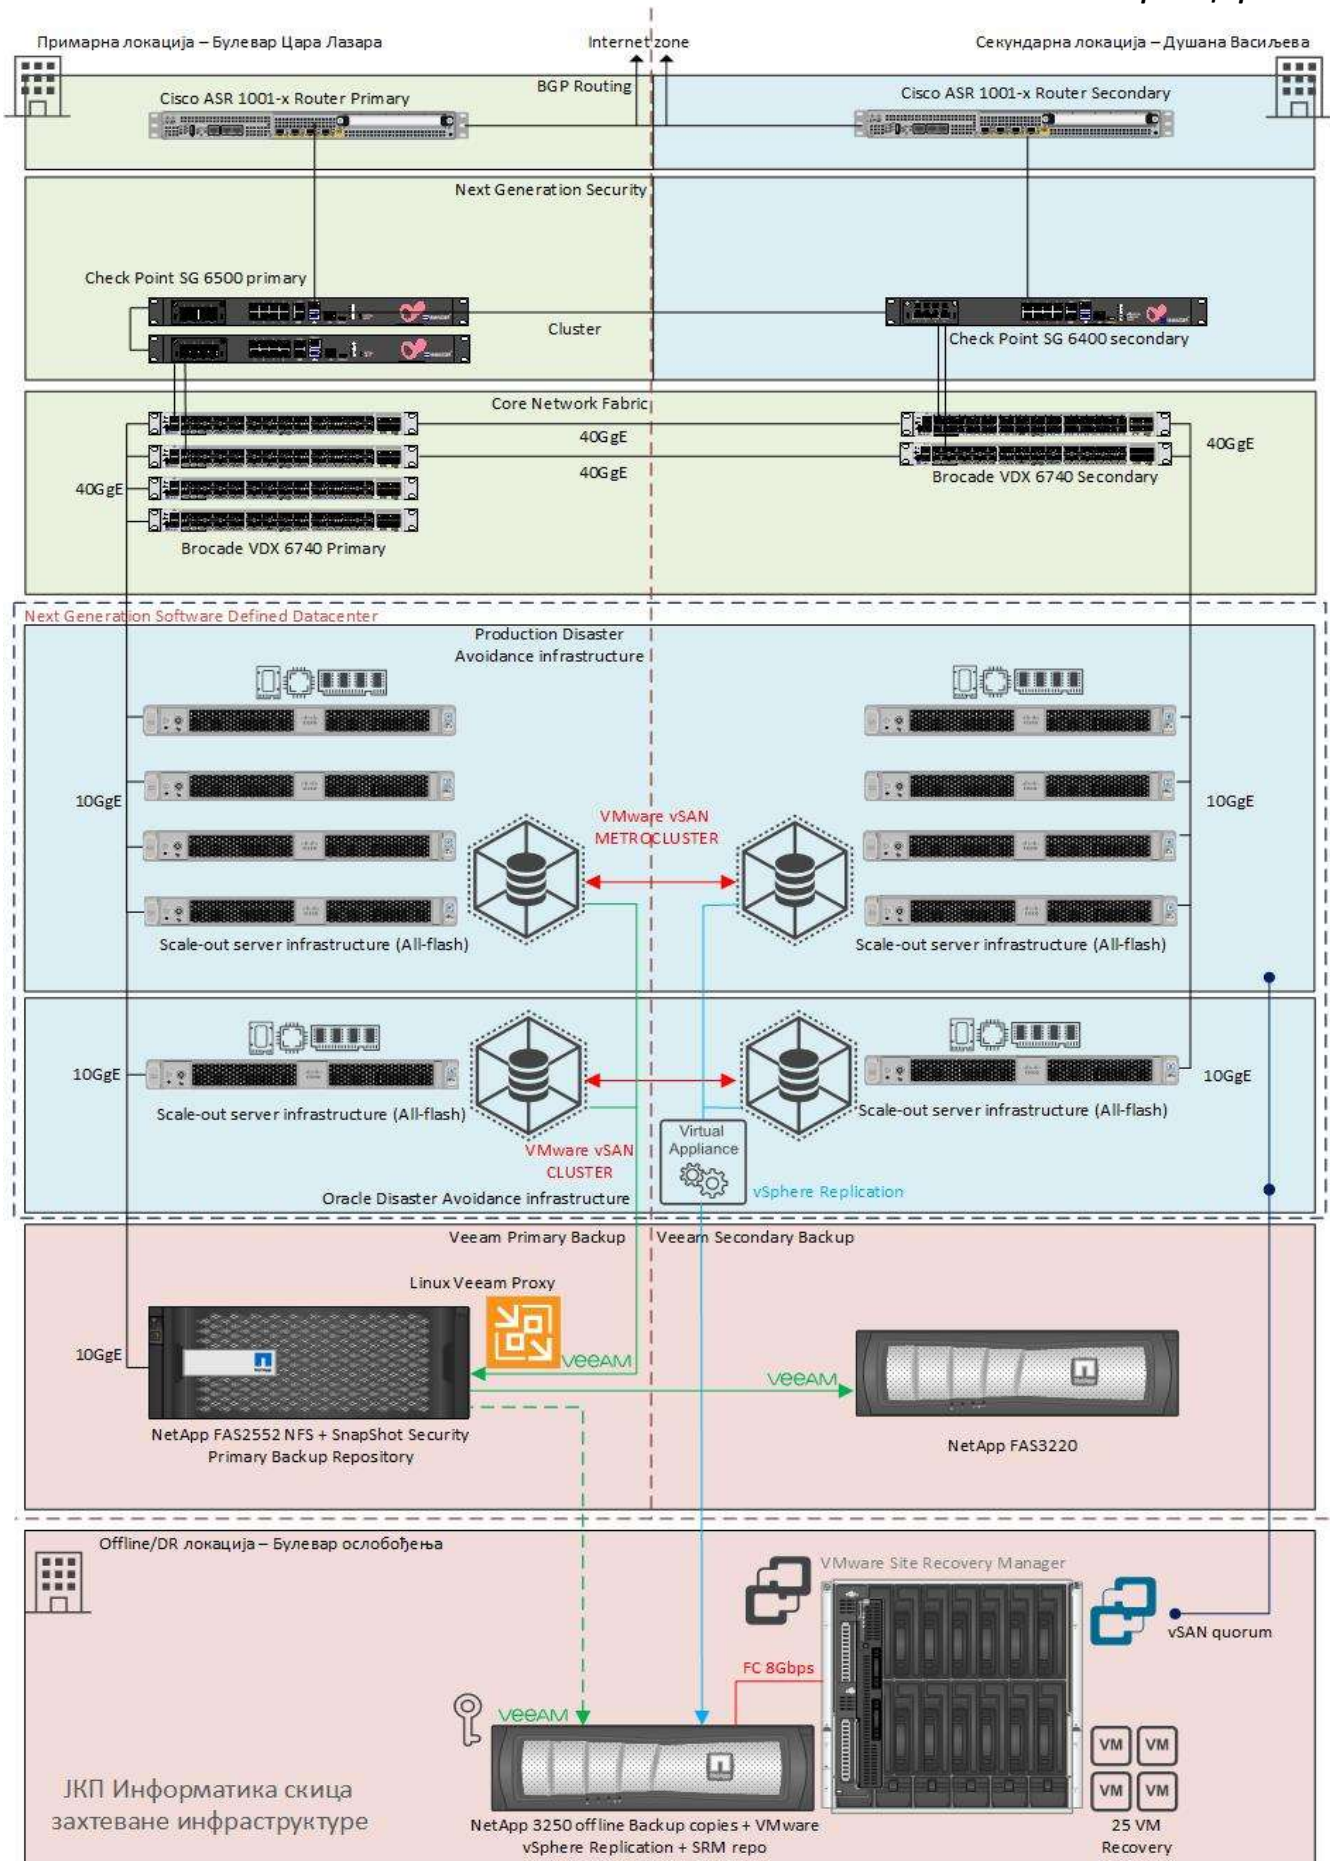 Примарна локација – Булевар Цара Лазара
Internet zone
Секундарна локација – Душана Васиљева
BGP Routing
Cisco ASR 1001-x Router Primary
Cisco ASR 1001-x Router Secondary
Next Generation Security
Check Point SG 6500 primary
Cluster
Check Point SG 6400 secondary
Core Network Fabric
40GgE
40GgE
40GgE
40GgE
Brocade VDX 6740 Secondary
Brocade VDX 6740 Primary
Next Generation Software Defined Datacenter
Production Disaster
Avoidance infrastructure
10GgE
10GgE
VMware vSAN
METROCLUSTER
Scale-out server infrastructure (All-flash)
Scale-out server infrastructure (All-flash)
10GgE
10GgE
Scale-out server infrastructure (All-flash)
Scale-out server infrastructure (All-flash)
Virtual
Appliance
VMware vSAN
CLUSTER
vSphere Replication
Oracle Disaster Avoidance infrastructure
Veeam Primary Backup
Veeam Secondary Backup
Linux Veeam Proxy
10GgE
veeAM
veeAM
NetApp FAS2552 NFS + SnapShot Security
Primary Backup Repository
NetApp FAS3220
Offline/DR локација – Булевар ослобођења
VMware Site Recovery Manager
vSAN quorum
FC 8Gbps
veeAM
VM VM
VM VM
ЈКП Информатика скица
захтеване инфраструктуре
NetApp 3250 offline Backup copies + VMware
vSphere Replication + SRM repo
25 VM
Recovery